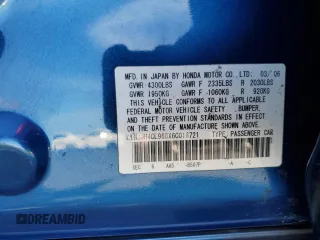 MFD. IN JAPAN BY HONDA MOTOR CO., LTD. 03/06
GVWR 4300LBS GAWR F 2335LBS GAWR R 2030LBS
GVWR 1950KG GAWR F 1060KG GAWR R 920KG
THIS VEHICLE CONFORMS TO ALL APPLICABLE
FEDERAL MOTOR VEHICLE SAFETY, BUMPER,
AND THEFT PREVENTION STANDARDS IN EFFECT
ON THE DATE OF MANUFACTURE SHOWN ABOVE.
TYPE: PASSENGER CAR
DREAMBID